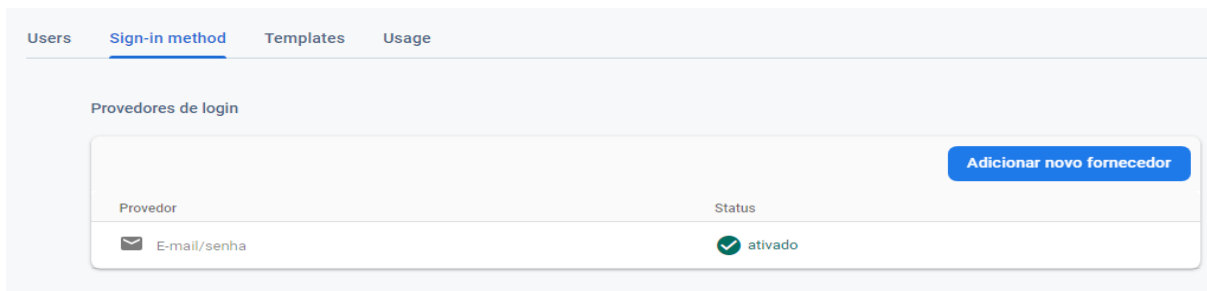 Users Sign-in method Templates Usage
Provedores de login
Adicionar novo fornecedor
Provedor Status
E-mail/senha ativado